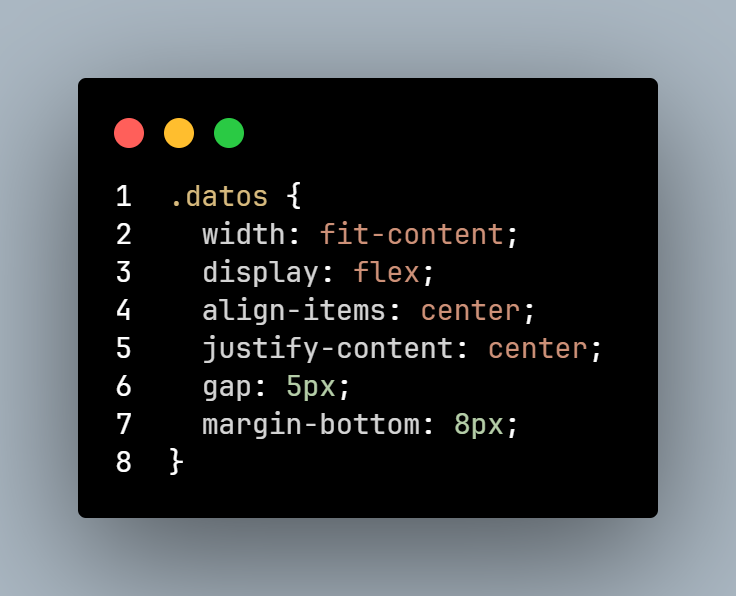 1 .datos {
2 width: fit-content;
3 display: flex;
4 align-items: center;
5 justify-content: center;
6 gap: 5px;
7 margin-bottom: 8px;
8 }